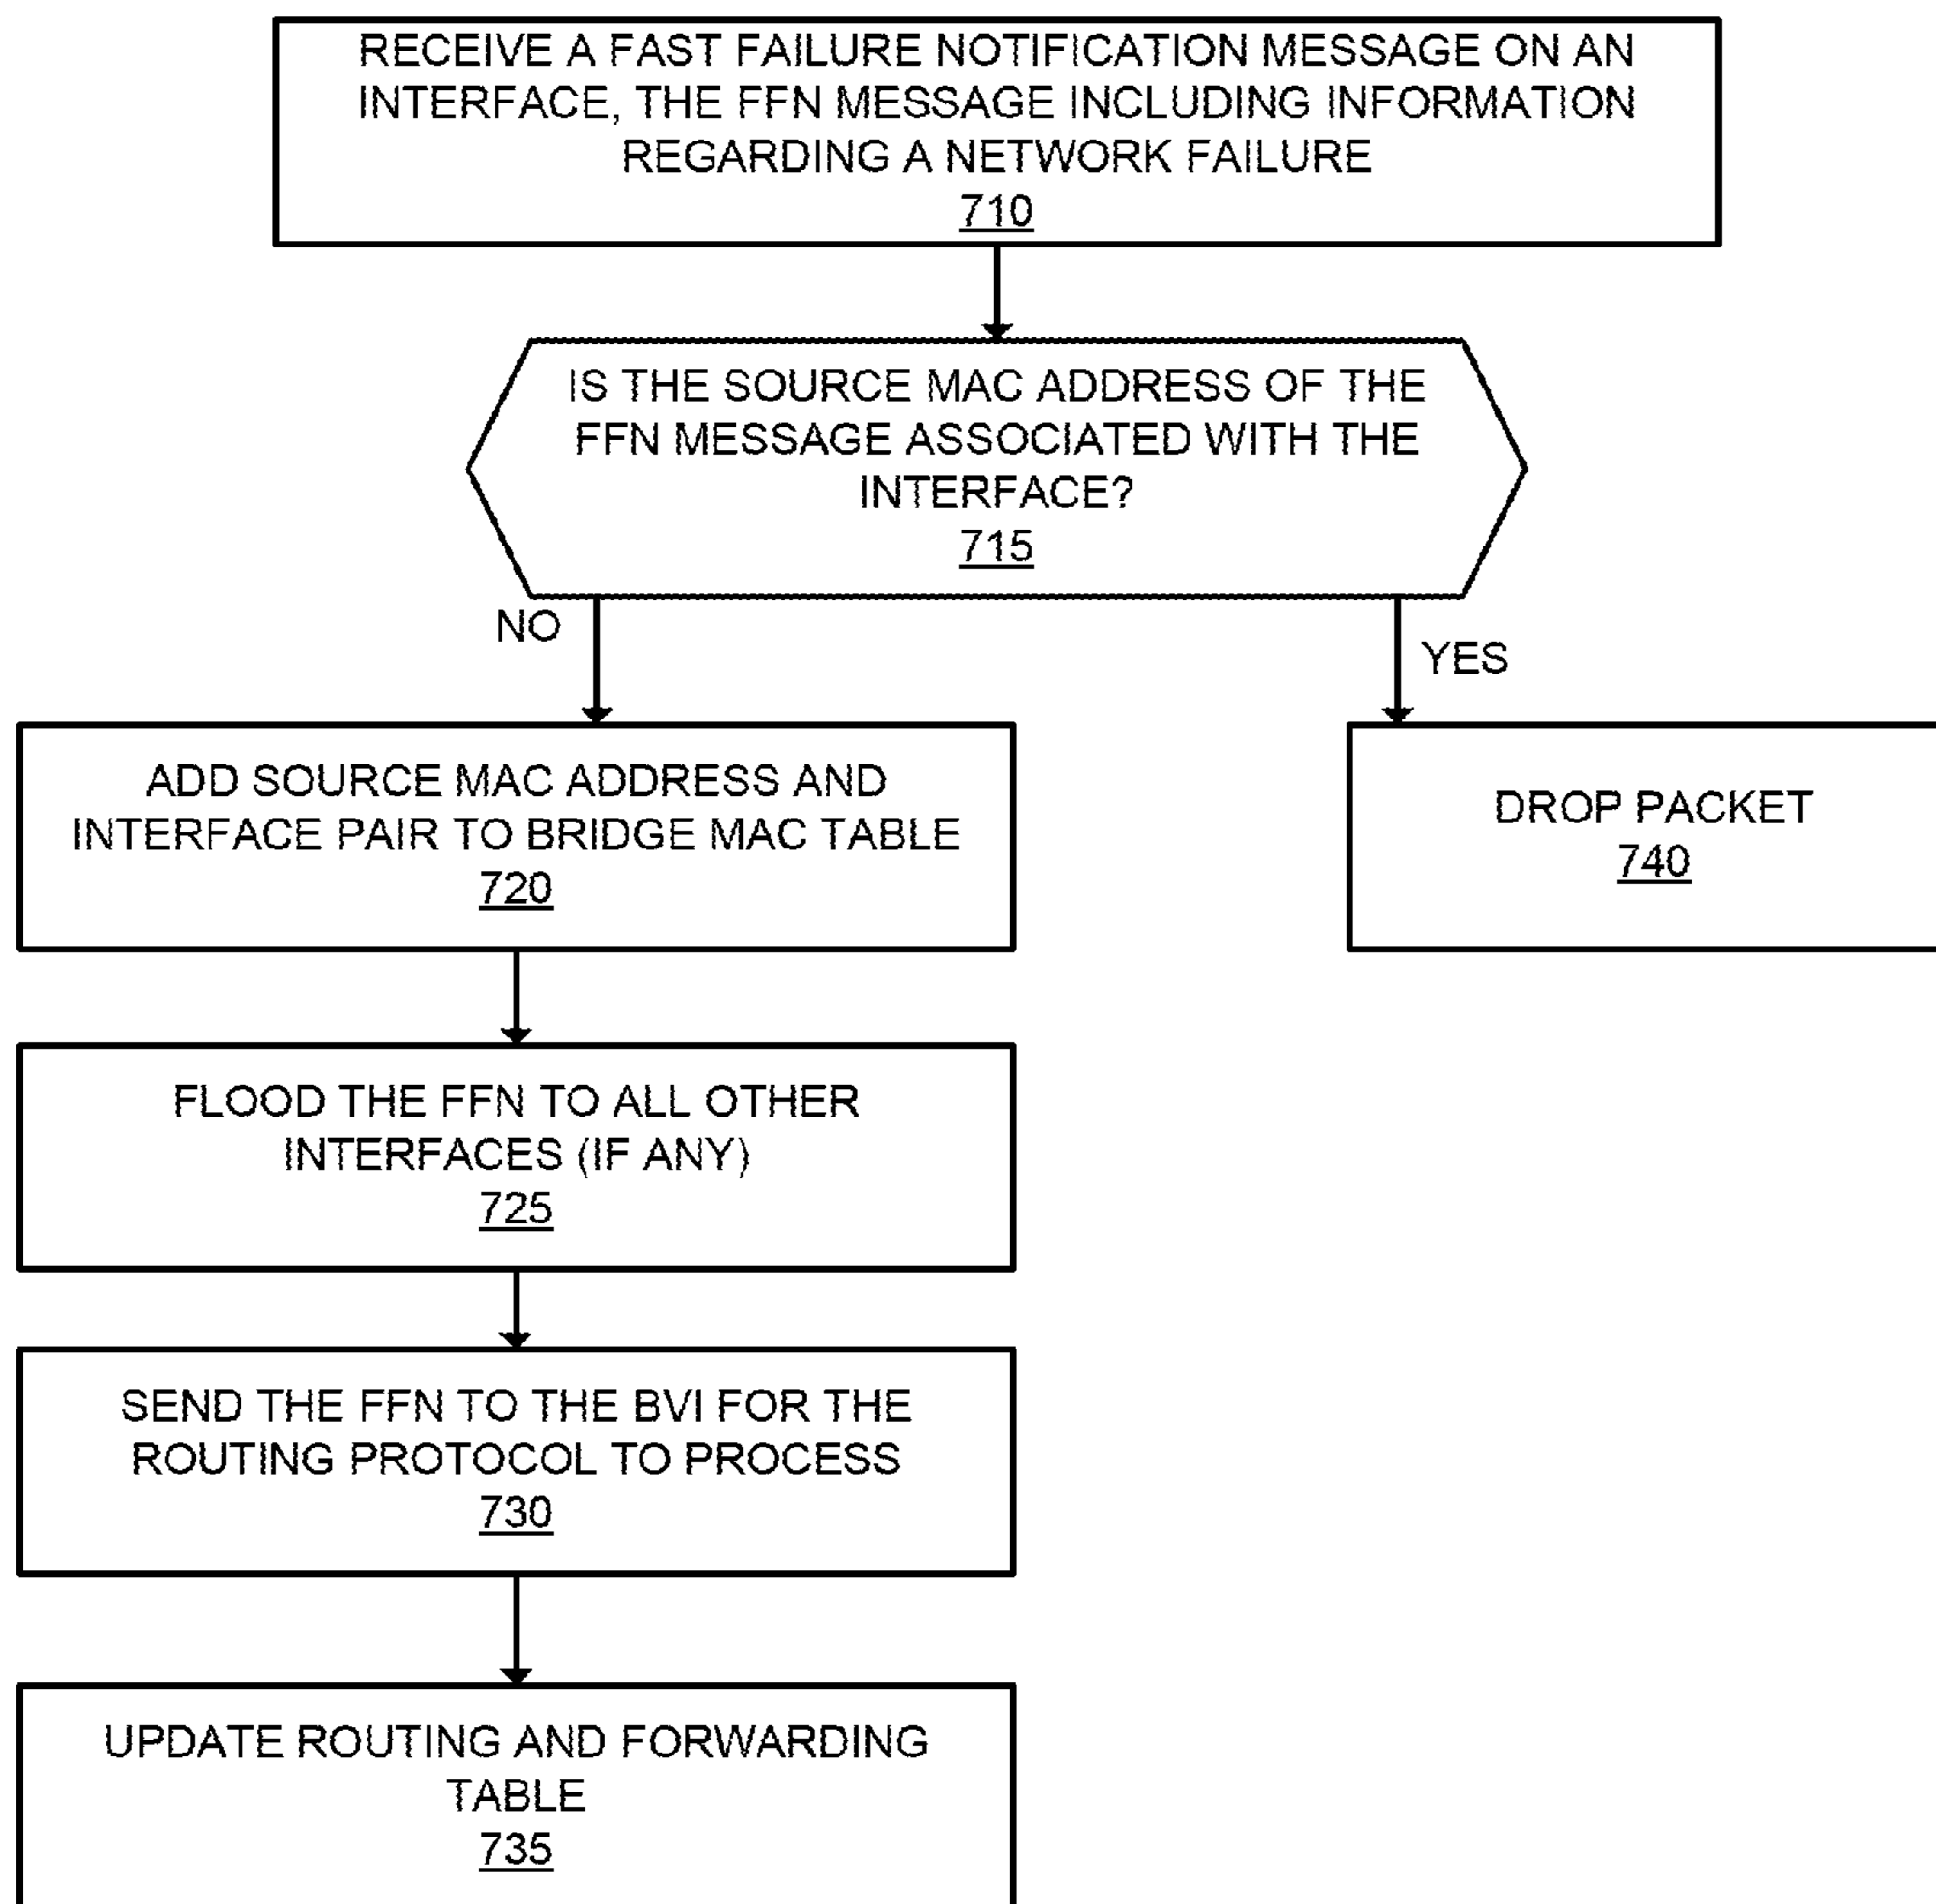 RECEIVE A FAST FAILURE NOTIFICATION MESSAGE ON AN
INTERFACE, THE FFN MESSAGE INCLUDING INFORMATION
REGARDING A NETWORK FAILURE
710
IS THE SOURCE MAC ADDRESS OF THE
FFN MESSAGE ASSOCIATED WITH THE
INTERFACE?
715
NO
YES
ADD SOURCE MAC ADDRESS AND
INTERFACE PAIR TO BRIDGE MAC TABLE
720
DROP PACKET
740
FLOOD THE FFN TO ALL OTHER
INTERFACES (IF ANY)
725
SEND THE FFN TO THE BVI FOR THE
ROUTING PROTOCOL TO PROCESS
730
UPDATE ROUTING AND FORWARDING
TABLE
735